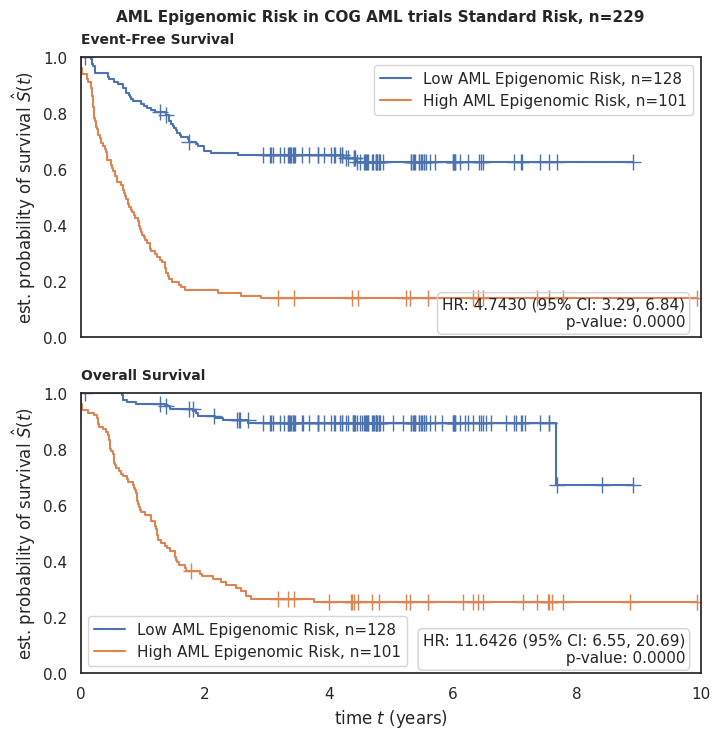 AML Epigenomic Risk in COG AML trials Standard Risk, n=229
Event-Free Survival
1.0
0.8
0.6
0.4
0.2
0.0
est. probability of survival Ŝ(t)
Low AML Epigenomic Risk, n=128
High AML Epigenomic Risk, n=101
HR: 4.7430 (95% CI: 3.29, 6.84)
p-value: 0.0000
Overall Survival
1.0
0.8
0.6
0.4
0.2
0.0
est. probability of survival Ŝ(t)
Low AML Epigenomic Risk, n=128
High AML Epigenomic Risk, n=101
HR: 11.6426 (95% CI: 6.55, 20.69)
p-value: 0.0000
0 2 4 6 8 10
time t (years)